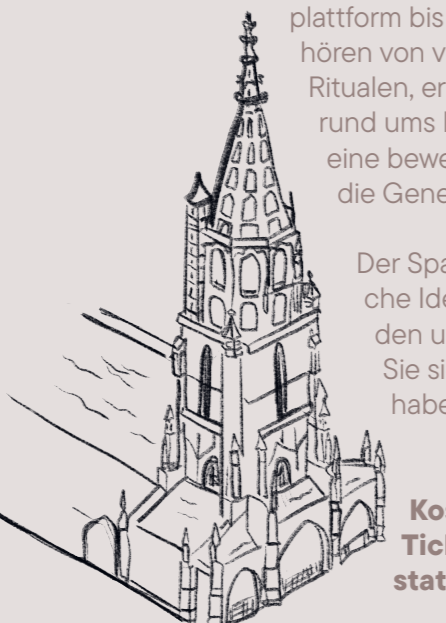 plattform bis
hören von v
Ritualen, er
rund ums
eine bewe
die Gene
Der Spa
che Ide
den u
Sie si
habe
Ko
Tick
stat